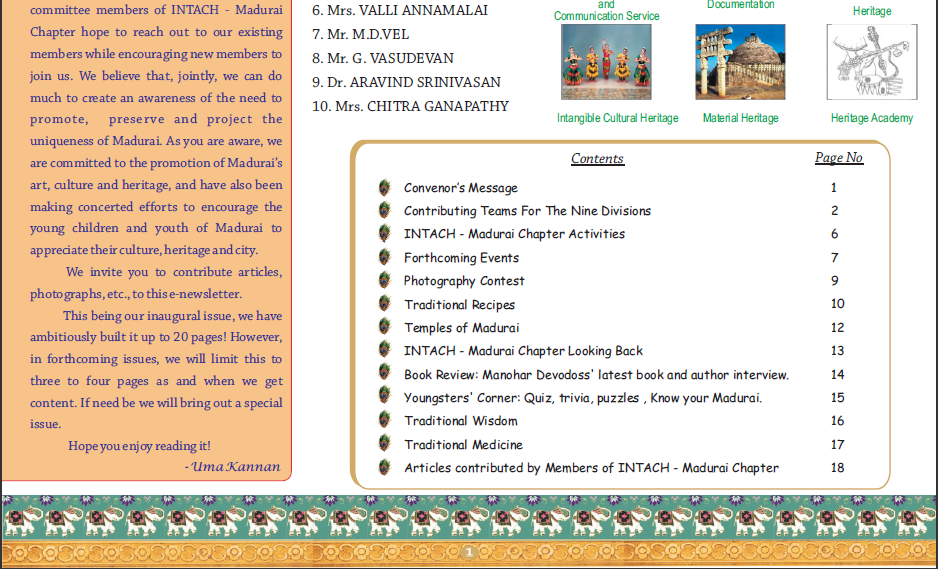 committee members of INTACH - Madurai
Chapter hope to reach out to our existing
members while encouraging new members to
join us. We believe that, jointly, we can do
much to create an awareness of the need to
promote, preserve and project the
uniqueness of Madurai. As you are aware, we
are committed to the promotion of Madurai's
art, culture and heritage, and have also been
making concerted efforts to encourage the
young children and youth of Madurai to
appreciate their culture, heritage and city.
We invite you to contribute articles,
photographs, etc., to this e-newsletter.
This being our inaugural issue, we have
ambitiously built it up to 20 pages! However,
in forthcoming issues, we will limit this to
three to four pages as and when we get
content. If need be we will bring out a special
issue.
Hope you enjoy reading it!
- Uma Kannan
6. Mrs. VALLI ANNAMALAI
7. Mr. M.D.VEL
8. Mr. G. VASUDEVAN
9. Dr. ARAVIND SRINIVASAN
10. Mrs. CHITRA GANAPATHY
and
Communication Service
Documentation
Heritage
Intangible Cultural Heritage
Material Heritage
Heritage Academy
Contents Page No
Convenor's Message 1
Contributing Teams For The Nine Divisions 2
INTACH - Madurai Chapter Activities 6
Forthcoming Events 7
Photography Contest 9
Traditional Recipes 10
Temples of Madurai 12
INTACH - Madurai Chapter Looking Back 13
Book Review: Manohar Devodoss' latest book and author interview. 14
Youngsters' Corner: Quiz, trivia, puzzles , Know your Madurai. 15
Traditional Wisdom 16
Traditional Medicine 17
Articles contributed by Members of INTACH - Madurai Chapter 18
1